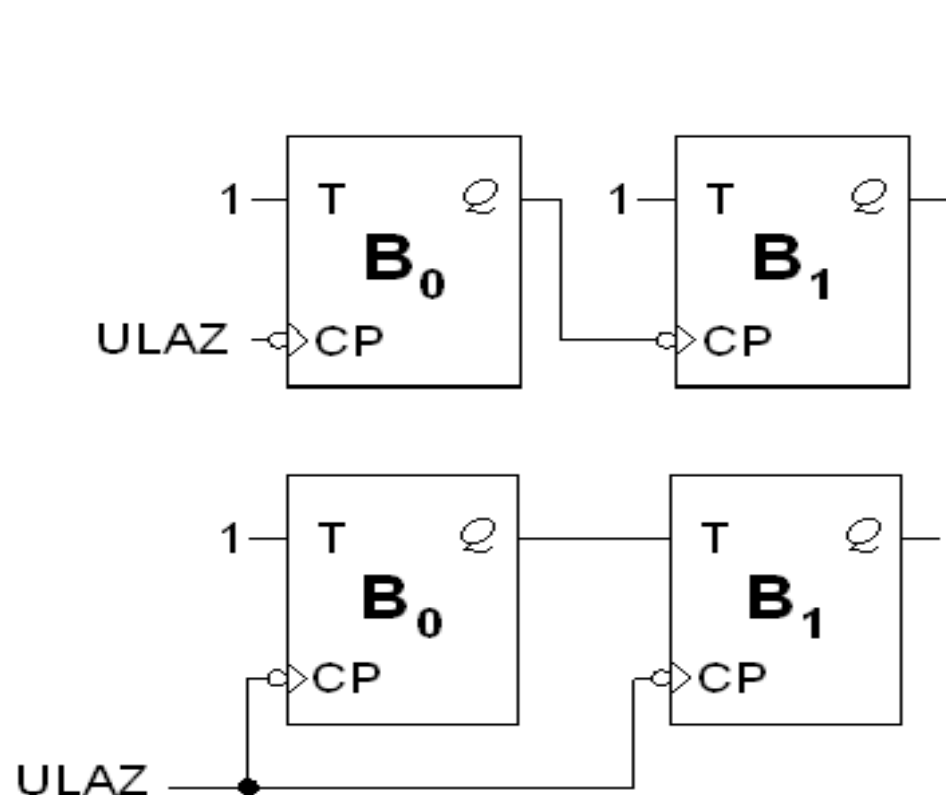 1 T Q 1 T Q
B0 B1
ULAZ CP CP
1 T Q T Q
B0 B1
CP CP
ULAZ